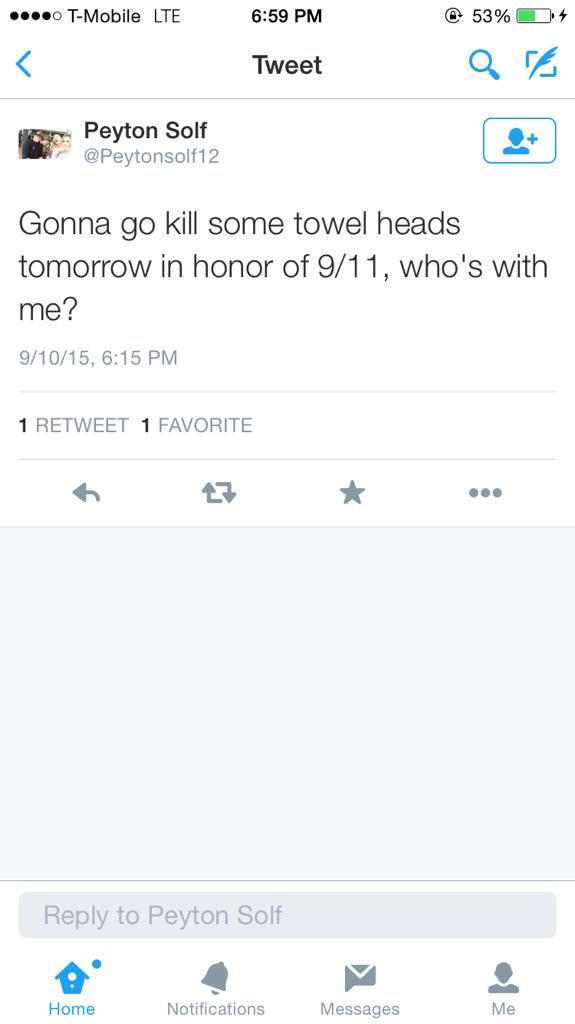 T-Mobile LTE 6:59 PM 53%
Tweet
Peyton Solf
@Peytonsolf12
Gonna go kill some towel heads
tomorrow in honor of 9/11, who's with
me?
9/10/15, 6:15 PM
1 RETWEET 1 FAVORITE
Reply to Peyton Solf
Home Notifications Messages Me